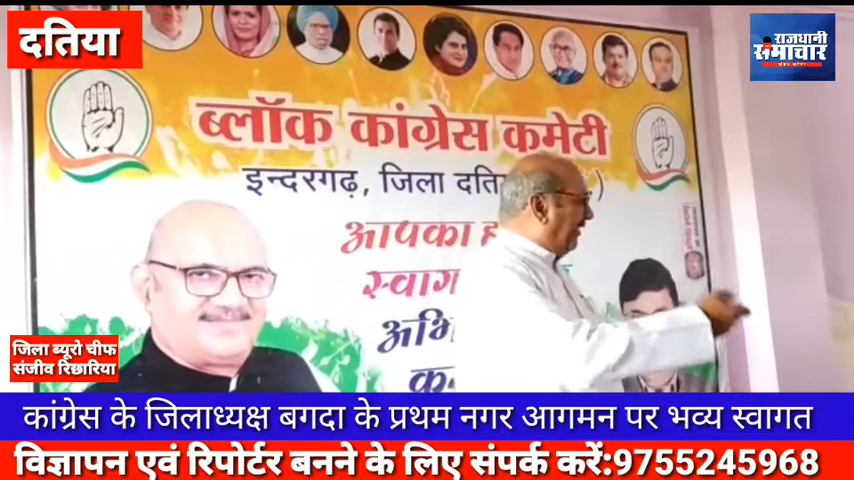 दतिया
राजधानी
समाचार
ब्लॉक कांग्रेस कमेटी
इन्दरगढ़, जिला दति
आपका ह
स्वाग
अभि
जिला ब्यूरो चीफ
संजीव रिछारिया
कांग्रेस के जिलाध्यक्ष बगदा के प्रथम नगर आगमन पर भव्य स्वागत
विज्ञापन एवं रिपोर्टर बनने के लिए संपर्क करें:9755245968